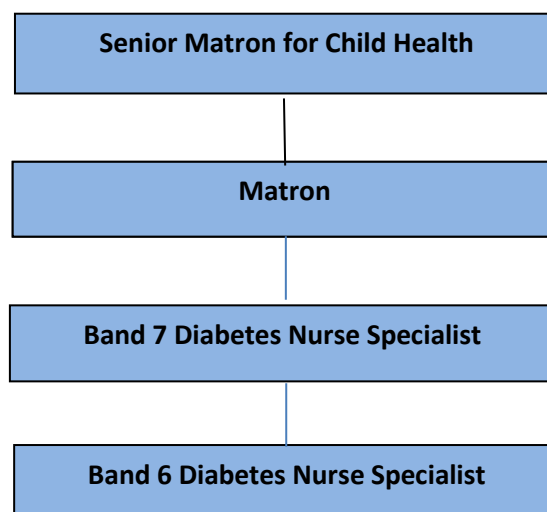 Senior Matron for Child Health
Matron
Band 7 Diabetes Nurse Specialist
Band 6 Diabetes Nurse Specialist